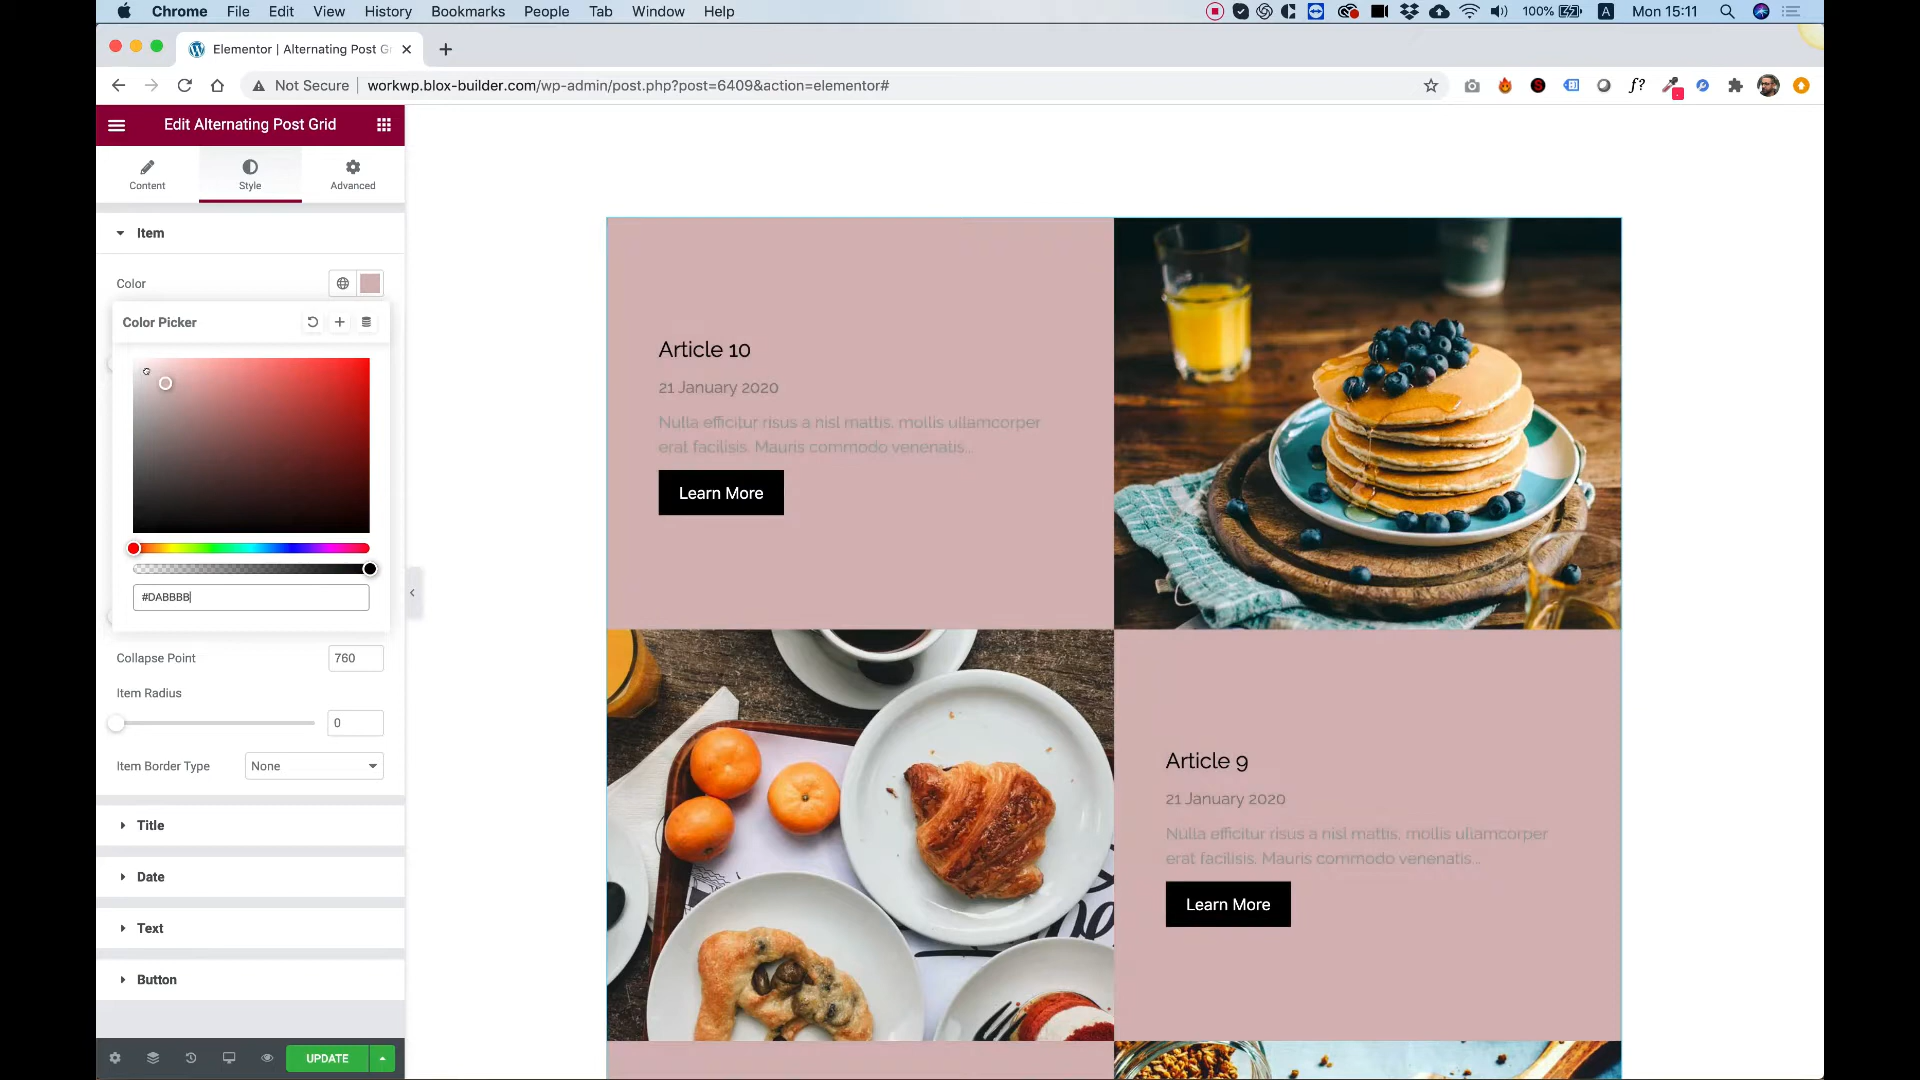 Chrome File Edit View History Bookmarks People Tab Window Help
100% A Mon 15:11
Elementor | Alternating Post G
Not Secure workwp.blox-builder.com/wp-admin/post.php?post=6409&action=elementor#
f?
Edit Alternating Post Grid
Content Style Advanced
Item
Color
Color Picker
#DABBBB
Collapse Point 760
Item Radius
0
Item Border Type None
Title
Date
Text
Button
UPDATE
Article 10
21 January 2020
Nulla efficitur risus a nisl mattis, mollis ullamcorper
erat facilisis. Mauris commodo venenatis...
Learn More
Article 9
21 January 2020
Nulla efficitur risus a nisl mattis, mollis ullamcorper
erat facilisis. Mauris commodo venenatis...
Learn More